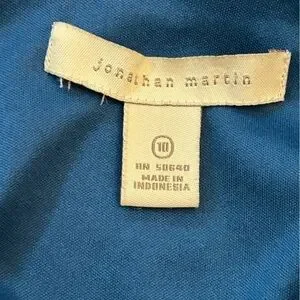 jonathan martin
10
RN 50640
MADE IN
INDONESIA